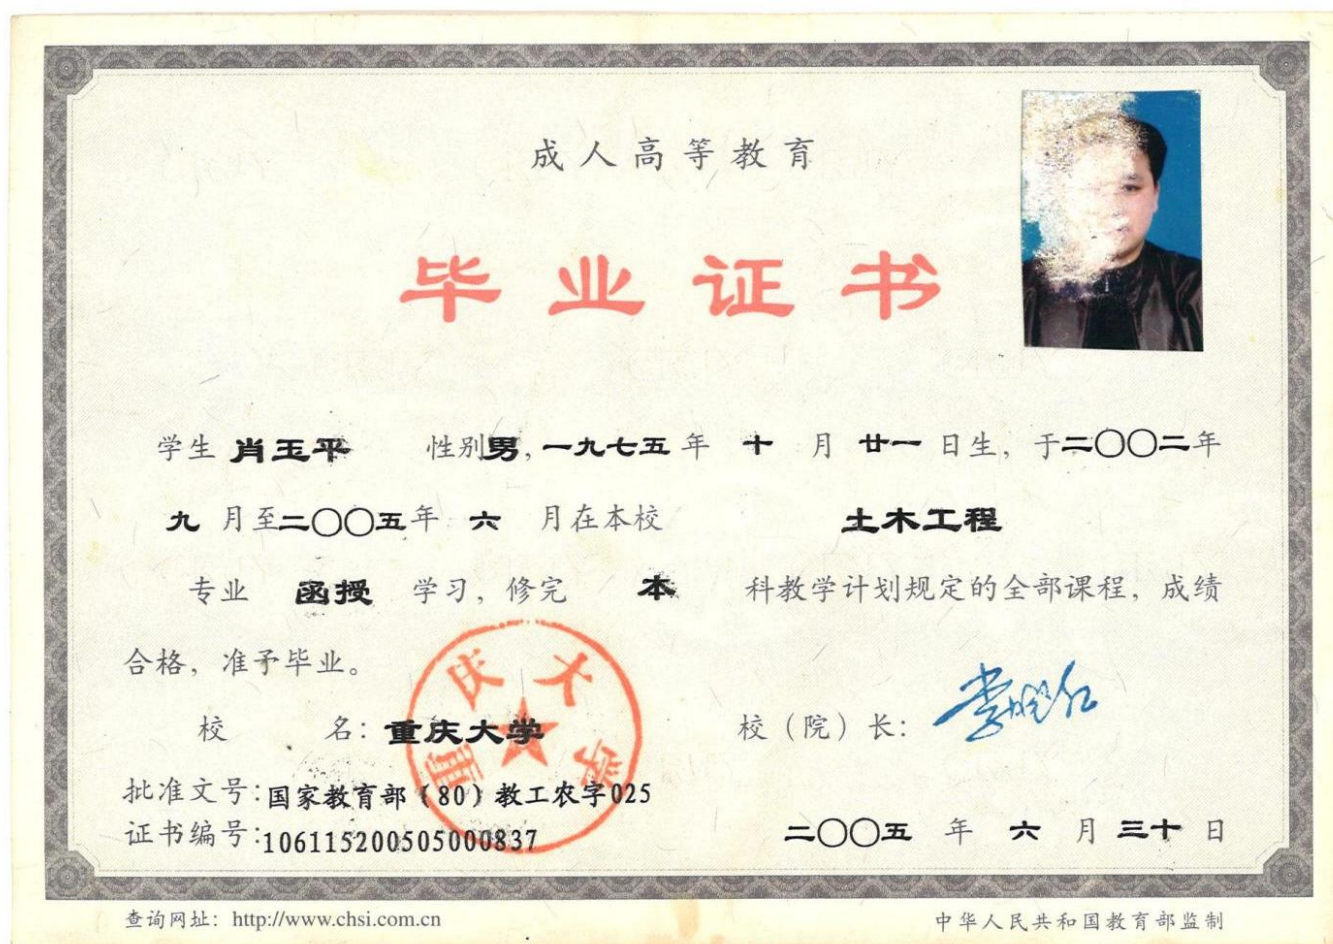 成人高等教育
毕业证书
学生 肖玉平 性别男，一九七五年 十 月 廿一 日生，于二〇〇二年
九 月至二〇〇五年 六 月在本校 土木工程
专业 函授 学习，修完 本 科教学计划规定的全部课程，成绩
合格，准予毕业。
重庆大学
校 名：重庆大学 校（院）长：
批准文号：国家教育部（80）教工农字025
证书编号：106115200505000837
二〇〇五 年 六 月 三十 日
查询网址：http://www.chsi.com.cn 中华人民共和国教育部监制